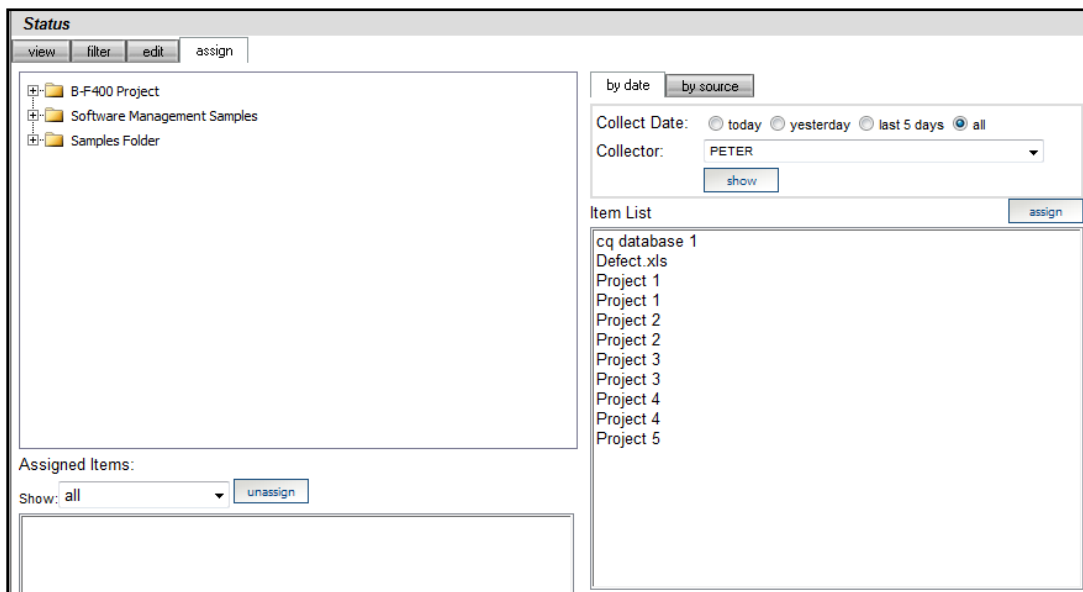 Status
view filter edit assign
B-F400 Project
Software Management Samples
Samples Folder
Assigned Items:
Show: all unassign
by date by source
Collect Date: today yesterday last 5 days all
Collector: PETER
show
Item List assign
cq database 1
Defect.xls
Project 1
Project 1
Project 2
Project 2
Project 3
Project 3
Project 4
Project 4
Project 5